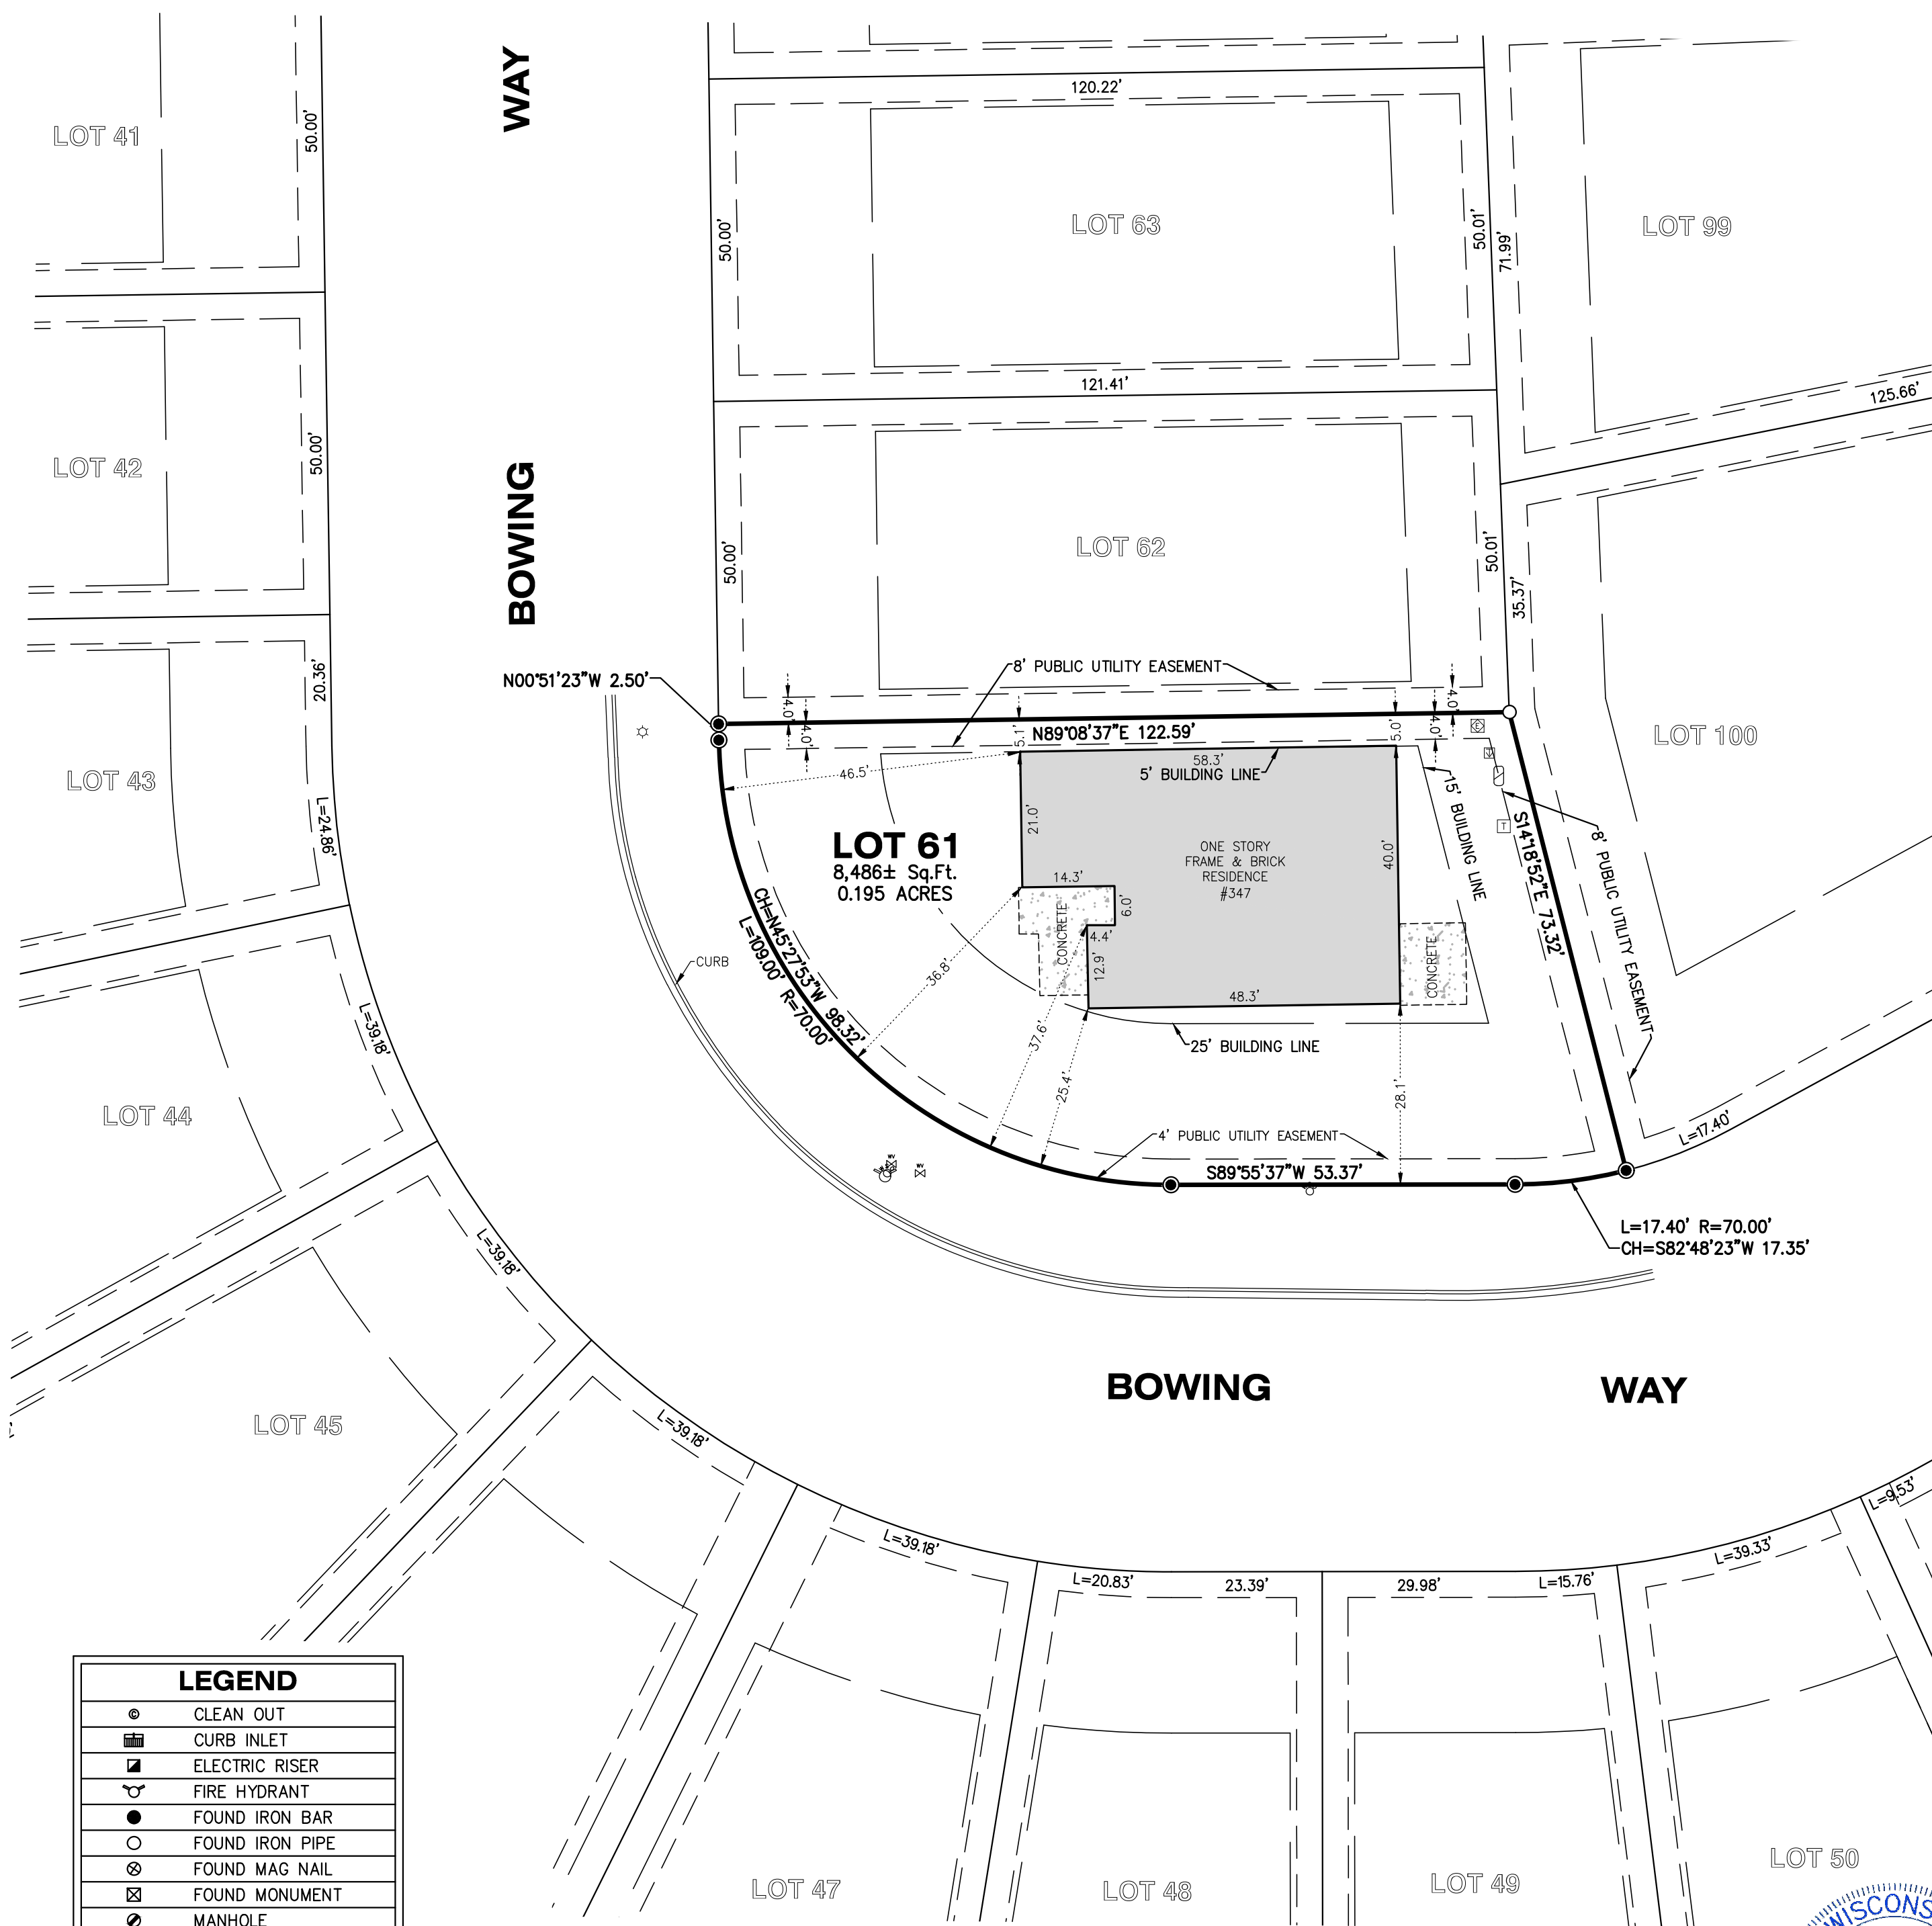 WAY
120.22'
LOT 41
50.00'
LOT 63
50.00'
50.01'
71.99'
LOT 99
121.41'
125.66'
LOT 42
50.00'
BOWING
LOT 62
50.00'
50.01'
35.37'
20.36'
N00°51'23"W 2.50'
8' PUBLIC UTILITY EASEMENT
4.0'
4.0'
5.1'
N89°08'37"E 122.59'
5.0'
4.0'
4.0'
LOT 100
LOT 43
L=24.86'
46.5'
58.3'
5' BUILDING LINE
15' BUILDING LINE
S14°18'52"E 73.32'
8' PUBLIC UTILITY EASEMENT
T
21.0'
LOT 61
8,486± Sq.Ft.
0.195 ACRES
ONE STORY
FRAME & BRICK
RESIDENCE
#347
40.0'
14.3'
6.0'
4.4'
12.9'
CONCRETE
CONCRETE
48.3'
CH=N45°27'53"W 98.32'
L=109.00' R=70.00'
CURB
36.8'
37.6'
25.4'
28.1'
25' BUILDING LINE
L=39.18'
LOT 44
4' PUBLIC UTILITY EASEMENT
S89°55'37"W 53.37'
L=17.40'
WV
WV
L=17.40' R=70.00'
CH=S82°48'23"W 17.35'
L=39.18'
BOWING
WAY
LOT 45
L=39.18'
L=39.18'
L=20.83'
23.39'
29.98'
L=15.76'
L=39.33'
L=9.53'
LEGEND
© CLEAN OUT
CURB INLET
ELECTRIC RISER
FIRE HYDRANT
FOUND IRON BAR
FOUND IRON PIPE
FOUND MAG NAIL
FOUND MONUMENT
MANHOLE
LOT 47
LOT 48
LOT 49
LOT 50
WISCONS